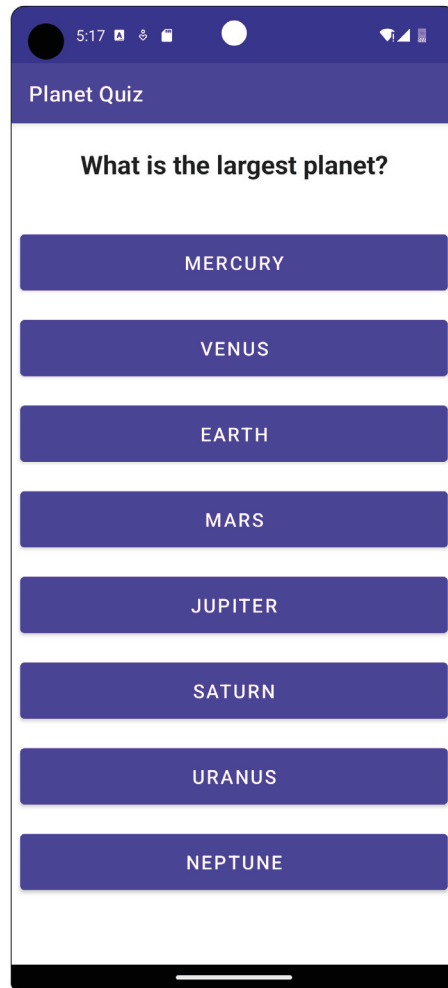 5:17
Planet Quiz
What is the largest planet?
MERCURY
VENUS
EARTH
MARS
JUPITER
SATURN
URANUS
NEPTUNE